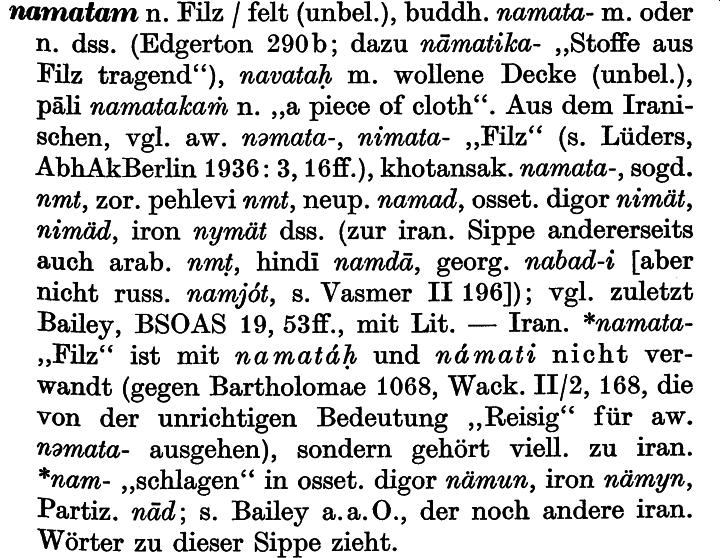 namatam n. Filz / felt (unbel.), buddh. namata- m. oder
n. dss. (Edgerton 290b; dazu nāmatika- „Stoffe aus
Filz tragend“), navataḥ m. wollene Decke (unbel.),
pāli namatakaṁ n. „a piece of cloth“. Aus dem Irani-
schen, vgl. aw. nəmata-, nimata- „Filz“ (s. Lüders,
AbhAkBerlin 1936: 3, 16ff.), khotansak. namata-, sogd.
nmt, zor. pehlevi nmt, neup. namad, osset. digor nimät,
nimäd, iron nymät dss. (zur iran. Sippe andererseits
auch arab. nmṭ, hindī namdā, georg. nabad-i [aber
nicht russ. namjót, s. Vasmer II 196]); vgl. zuletzt
Bailey, BSOAS 19, 53ff., mit Lit. — Iran. *namata-
„Filz“ ist mit namatáḥ und námati nicht ver-
wandt (gegen Bartholomae 1068, Wack. II/2, 168, die
von der unrichtigen Bedeutung „Reisig“ für aw.
nəmata- ausgehen), sondern gehört viell. zu iran.
*nam- „schlagen“ in osset. digor nämun, iron nämyn,
Partiz. nād; s. Bailey a.a.O., der noch andere iran.
Wörter zu dieser Sippe zieht.